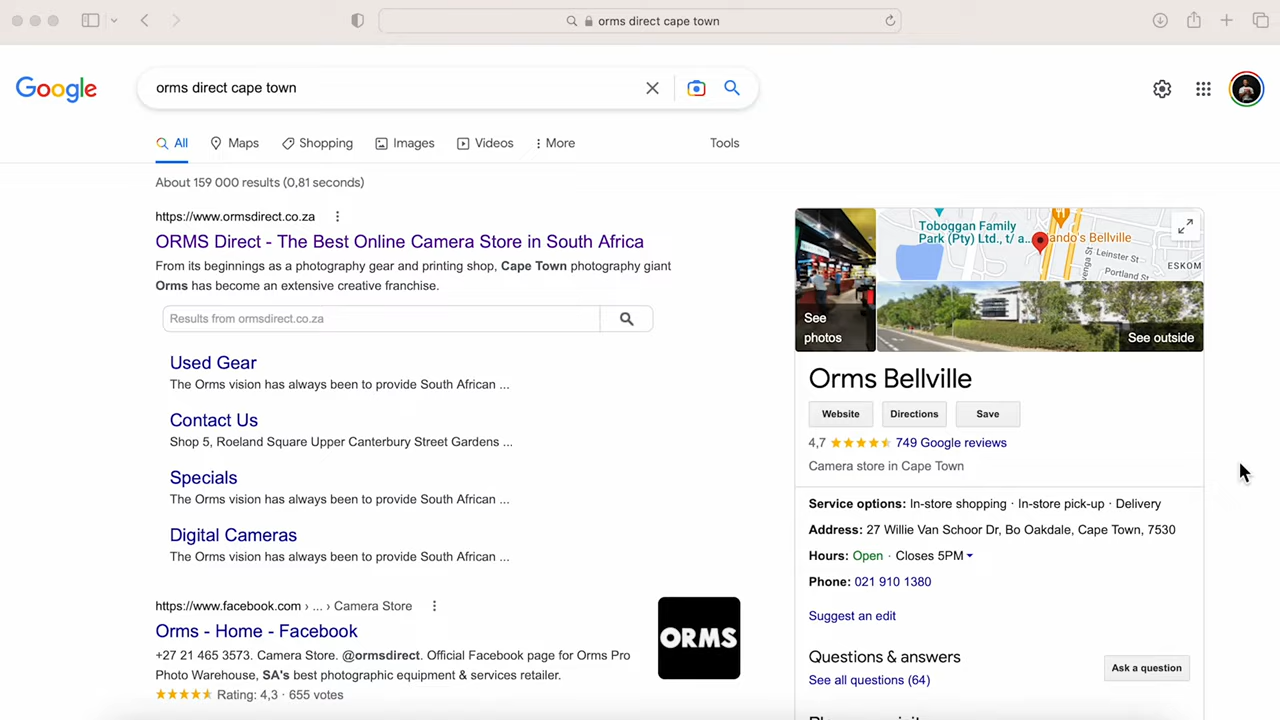 orms direct cape town
Google
orms direct cape town
All
Maps
Shopping
Images
Videos
More
Tools
About 159 000 results (0,81 seconds)
https://www.ormsdirect.co.za
ORMS Direct - The Best Online Camera Store in South Africa
From its beginnings as a photography gear and printing shop, Cape Town photography giant
Orms has become an extensive creative franchise.
Results from ormsdirect.co.za
Used Gear
The Orms vision has always been to provide South African ...
Contact Us
Shop 5, Roeland Square Upper Canterbury Street Gardens ...
Specials
The Orms vision has always been to provide South African ...
Digital Cameras
The Orms vision has always been to provide South African ...
https://www.facebook.com › ... › Camera Store
Orms - Home - Facebook
+27 21 465 3573. Camera Store. @ormsdirect. Official Facebook page for Orms Pro
Photo Warehouse, SA's best photographic equipment & services retailer.
Rating: 4,3 · 655 votes
ORMS
See
photos
Toboggan Family
Park (Pty) Ltd., t/ a...
ando's Bellville
Leinster St
Portland St
ESKOM
See outside
Orms Bellville
Website
Directions
Save
4,7
749 Google reviews
Camera store in Cape Town
Service options: In-store shopping · In-store pick-up · Delivery
Address: 27 Willie Van Schoor Dr, Bo Oakdale, Cape Town, 7530
Hours: Open · Closes 5PM
Phone: 021 910 1380
Suggest an edit
Questions & answers
See all questions (64)
Ask a question